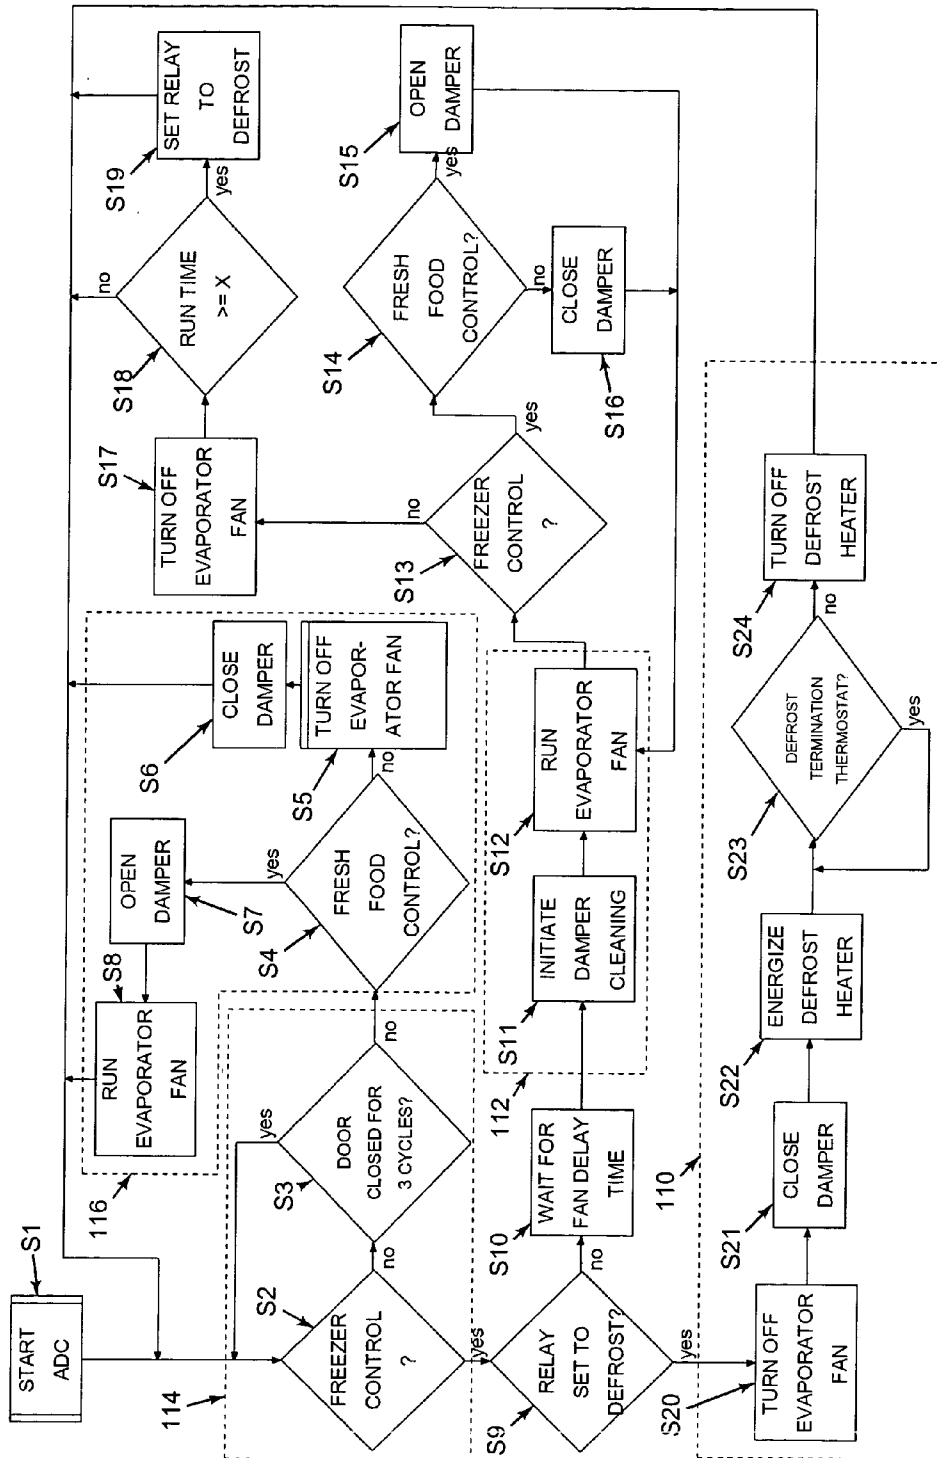 S1
START
ADC
114
S2
FREEZER
CONTROL
?
no
yes
S3
DOOR
CLOSED FOR
3 CYCLES?
yes
no
116
S4
FRESH
FOOD
CONTROL?
yes
no
S5
TURN OFF
EVAPOR-
ATOR FAN
S6
CLOSE
DAMPER
S7
OPEN
DAMPER
S8
RUN
EVAPORATOR
FAN
S9
RELAY
SET TO
DEFROST?
no
yes
S10
WAIT FOR
FAN DELAY
TIME
112
S11
INITIATE
DAMPER
CLEANING
S12
RUN
EVAPORATOR
FAN
S13
FREEZER
CONTROL
?
no
yes
S14
FRESH
FOOD
CONTROL?
yes
no
S15
OPEN
DAMPER
S16
CLOSE
DAMPER
S17
TURN OFF
EVAPORATOR
FAN
S18
RUN TIME
>= X
no
yes
S19
SET RELAY
TO
DEFROST
110
S20
TURN OFF
EVAPORATOR
FAN
S21
CLOSE
DAMPER
S22
ENERGIZE
DEFROST
HEATER
S23
DEFROST
TERMINATION
THERMOSTAT?
no
yes
S24
TURN OFF
DEFROST
HEATER